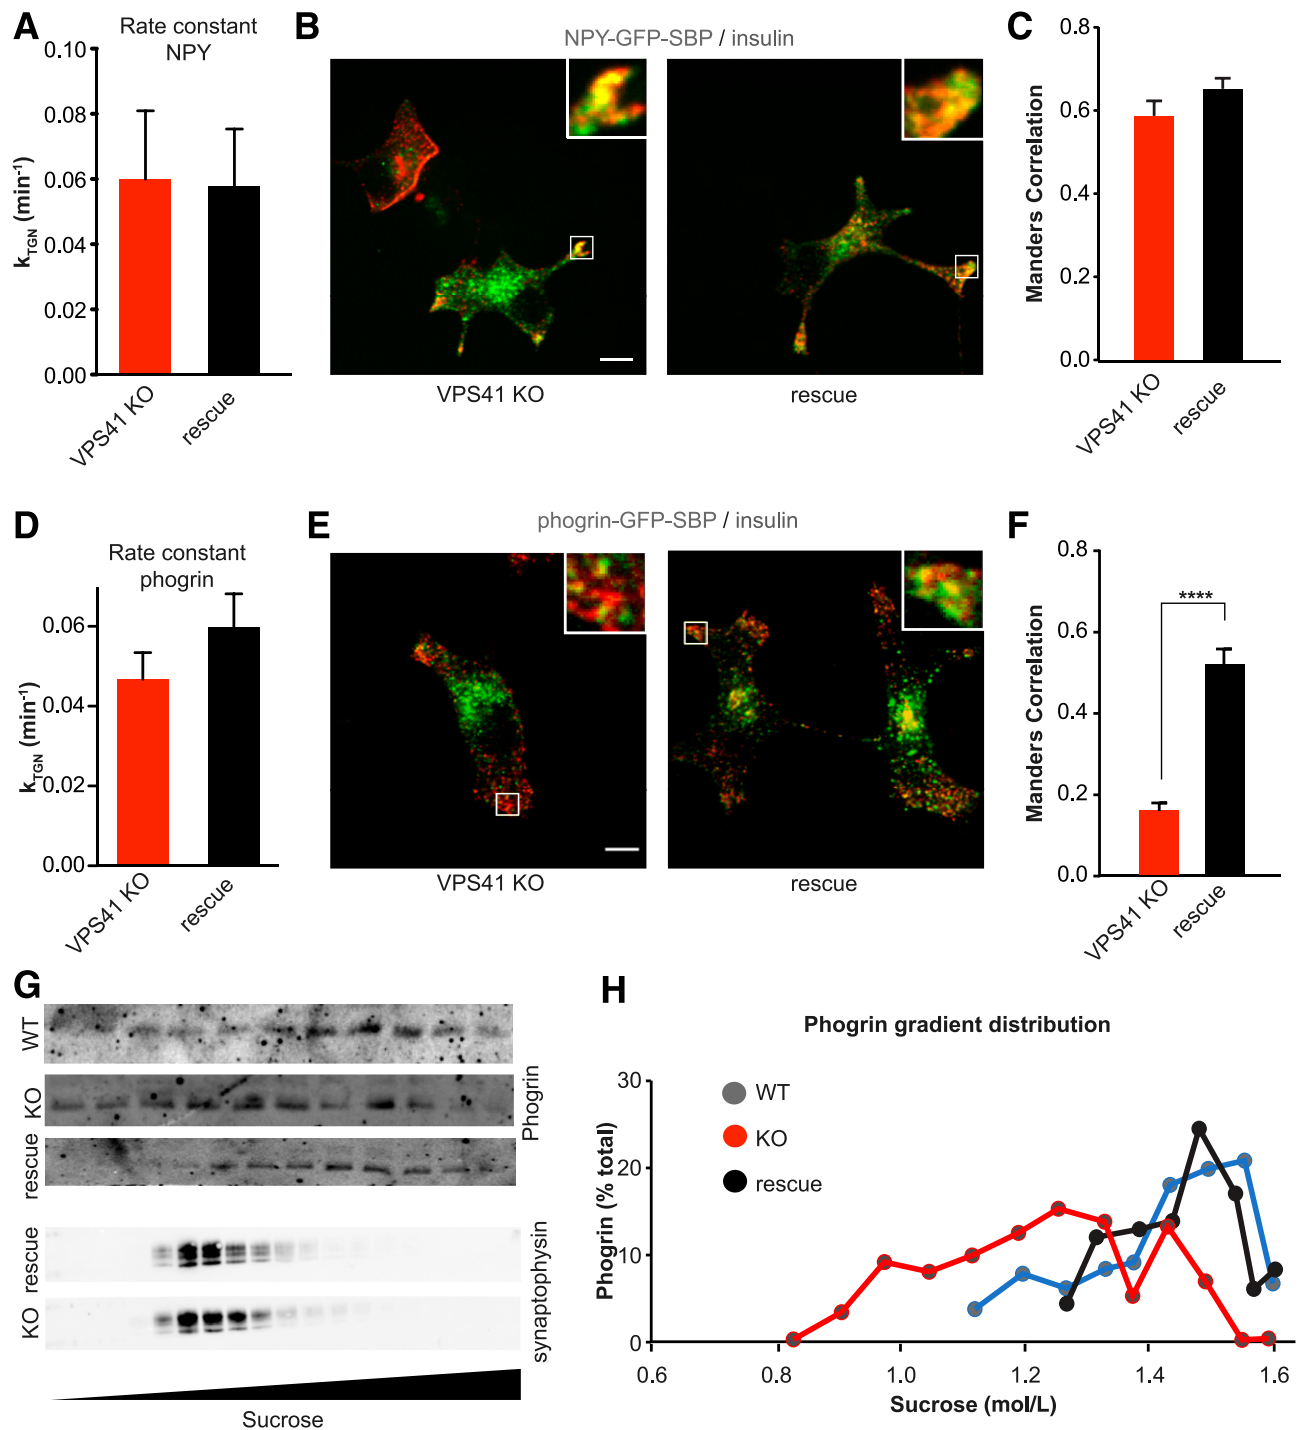 A
Rate constant
NPY
0.10
0.08
0.06
0.04
0.02
0.00
kTGN (min-1)
VPS41 KO
rescue
B
NPY-GFP-SBP / insulin
VPS41 KO
rescue
C
0.8
0.6
0.4
0.2
0.0
Manders Correlation
VPS41 KO
rescue
D
Rate constant
phogrin
0.06
0.04
0.02
0.00
kTGN (min-1)
VPS41 KO
rescue
E
phogrin-GFP-SBP / insulin
VPS41 KO
rescue
F
0.8
0.6
0.4
0.2
0.0
Manders Correlation
****
VPS41 KO
rescue
G
WT
KO
rescue
Phogrin
rescue
KO
synaptophysin
Sucrose
H
Phogrin gradient distribution
30
20
10
0
Phogrin (% total)
WT
KO
rescue
0.6
0.8
1.0
1.2
1.4
1.6
Sucrose (mol/L)